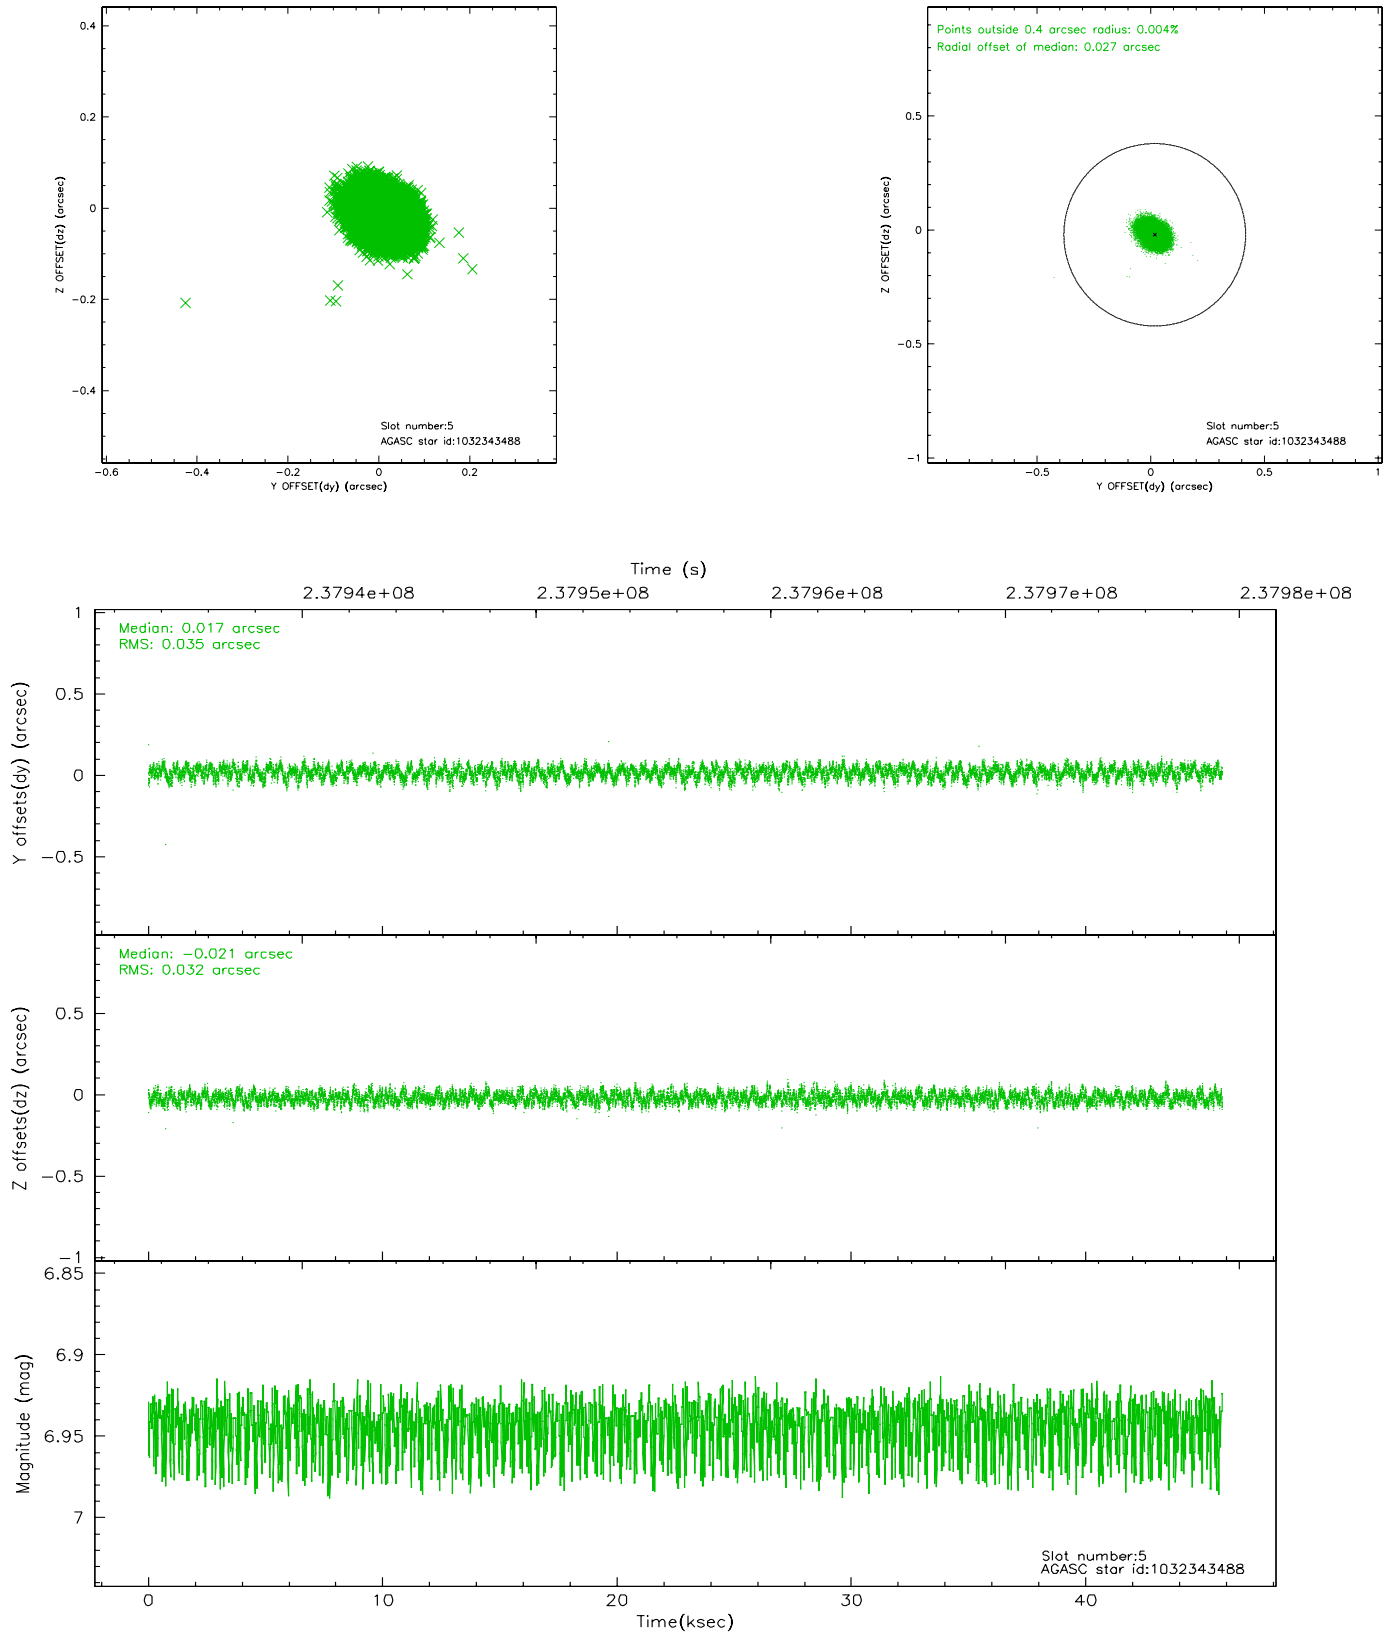 0.4
0.2
0
−0.2
−0.4
Z OFFSET(dz) (arcsec)
Slot number:5
AGASC star id:1032343488
−0.6
−0.4
−0.2
0
0.2
Y OFFSET(dy) (arcsec)
Points outside 0.4 arcsec radius: 0.004%
Radial offset of median: 0.027 arcsec
0.5
0
−0.5
−1
Z OFFSET(dz) (arcsec)
Slot number:5
AGASC star id:1032343488
−0.5
0
0.5
1
Y OFFSET(dy) (arcsec)
Time (s)
2.3794e+08
2.3795e+08
2.3796e+08
2.3797e+08
2.3798e+08
1
0.5
0
−0.5
Y offsets(dy) (arcsec)
Median: 0.017 arcsec
RMS: 0.035 arcsec
0.5
0
−0.5
−1
Z offsets(dz) (arcsec)
Median: −0.021 arcsec
RMS: 0.032 arcsec
6.85
6.9
6.95
7
Magnitude (mag)
Slot number:5
AGASC star id:1032343488
0
10
20
30
40
Time(ksec)